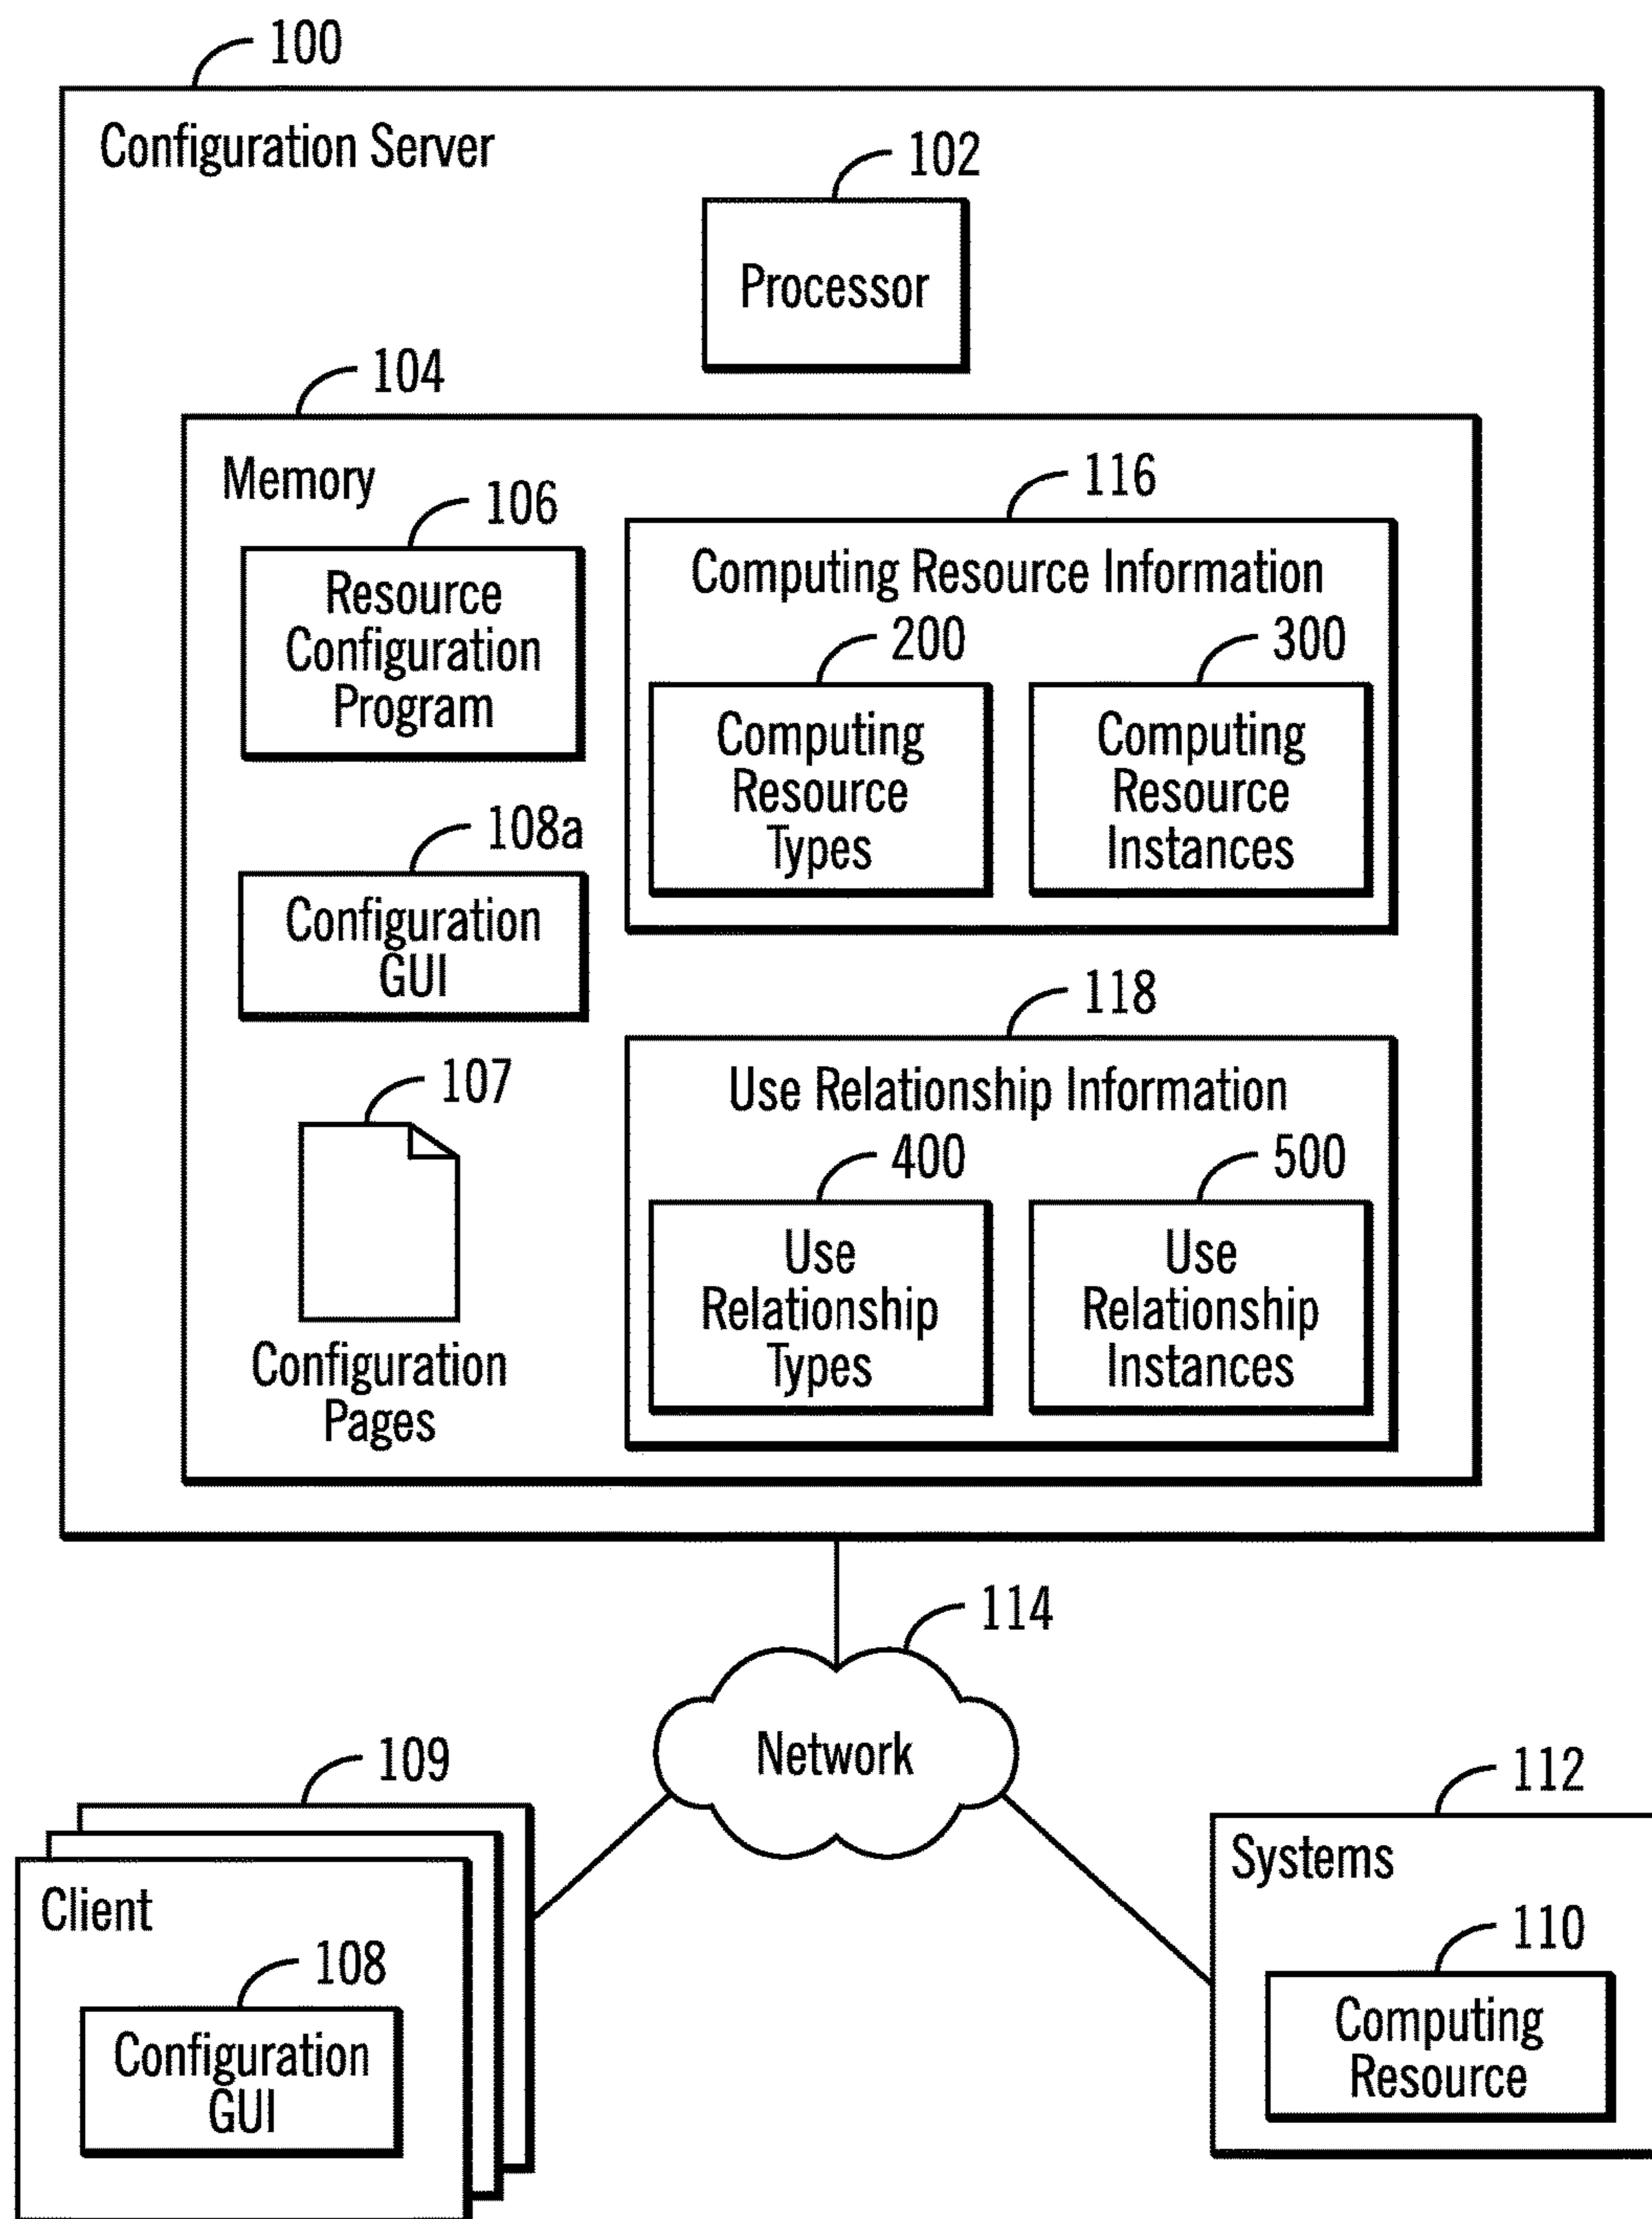 100
Configuration Server
102
Processor
104
Memory
106
Resource
Configuration
Program
108a
Configuration
GUI
107
Configuration
Pages
116
Computing Resource Information
200
Computing
Resource
Types
300
Computing
Resource
Instances
118
Use Relationship Information
400
Use
Relationship
Types
500
Use
Relationship
Instances
114
Network
109
Client
108
Configuration
GUI
112
Systems
110
Computing
Resource